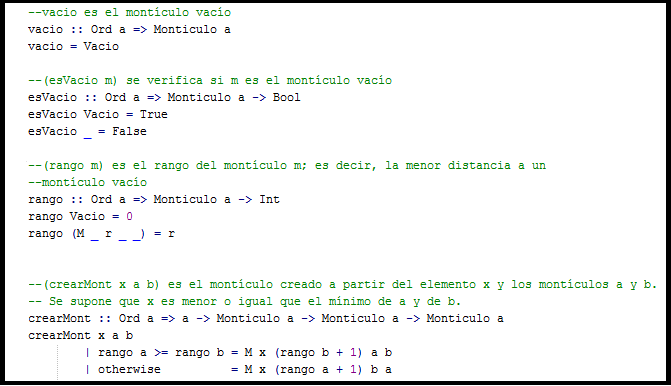 --vacio es el montículo vacío
vacio :: Ord a => Monticulo a
vacio = Vacio
--(esVacio m) se verifica si m es el montículo vacío
esVacio :: Ord a => Monticulo a -> Bool
esVacio Vacio = True
esVacio _ = False
--(rango m) es el rango del montículo m; es decir, la menor distancia a un
--montículo vacío
rango :: Ord a => Monticulo a -> Int
rango Vacio = 0
rango (M _ r _ _) = r
--(crearMont x a b) es el montículo creado a partir del elemento x y los montículos a y b.
-- Se supone que x es menor o igual que el mínimo de a y de b.
crearMont :: Ord a => a -> Monticulo a -> Monticulo a -> Monticulo a
crearMont x a b
| rango a >= rango b = M x (rango b + 1) a b
| otherwise          = M x (rango a + 1) b a